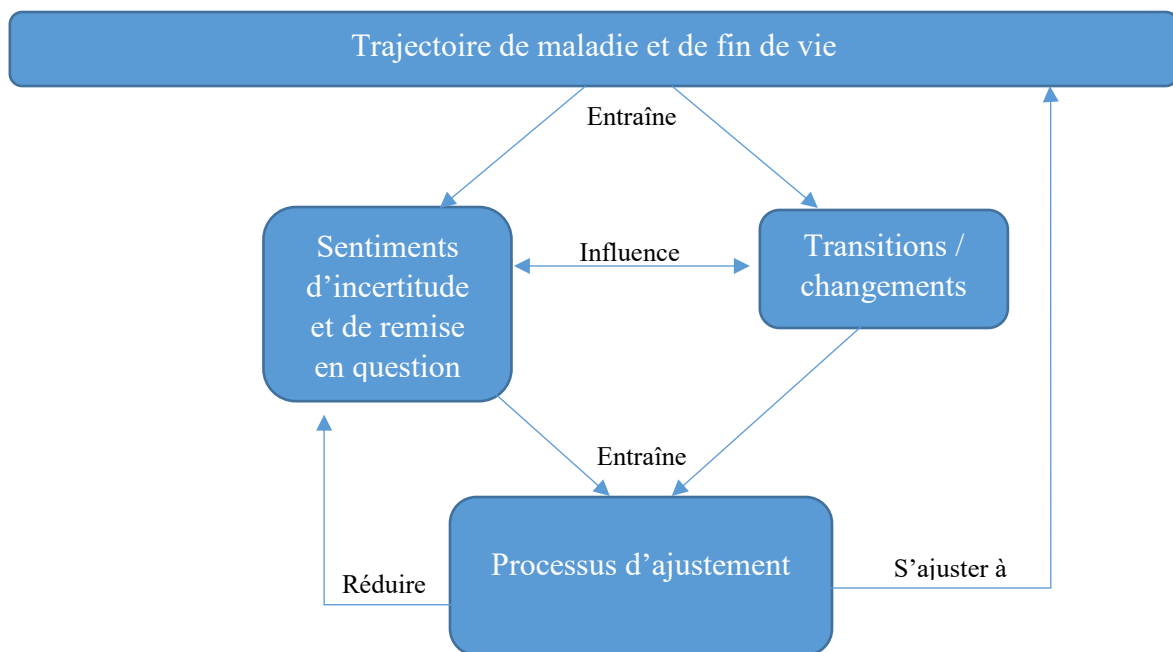 Trajectoire de maladie et de fin de vie
Entraîne
Sentiments
d’incertitude
et de remise
en question
Influence
Transitions /
changements
Entraîne
Processus d’ajustement
Réduire
S’ajuster à